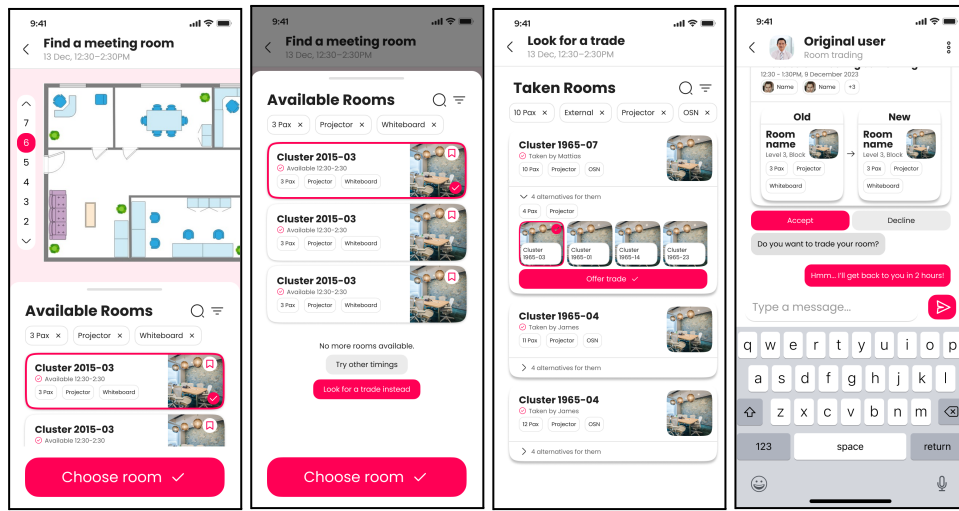 9:41
Find a meeting room
13 Dec, 12:30–2:30PM
7
6
5
4
3
2
Available Rooms
3 Pax ×
Projector ×
Whiteboard ×
Cluster 2015-03
Available 12:30-2:30
3 Pax
Projector
Whiteboard
Cluster 2015-03
Available 12:30-2:30
Choose room
9:41
Find a meeting room
13 Dec, 12:30–2:30PM
Available Rooms
3 Pax ×
Projector ×
Whiteboard ×
Cluster 2015-03
Available 12:30-2:30
3 Pax
Projector
Whiteboard
Cluster 2015-03
Available 12:30-2:30
3 Pax
Projector
Whiteboard
Cluster 2015-03
Available 12:30-2:30
3 Pax
Projector
Whiteboard
No more rooms available.
Try other timings
Look for a trade instead
Choose room
9:41
Look for a trade
13 Dec, 12:30–2:30PM
Taken Rooms
10 Pax ×
External ×
Projector ×
OSN ×
Cluster 1965-07
Taken by Mattias
10 Pax
Projector
OSN
4 alternatives for them
4 Pax
Projector
Cluster
1965-03
Cluster
1965-01
Cluster
1965-14
Cluster
1965-23
Offer trade
Cluster 1965-04
Taken by James
11 Pax
Projector
OSN
4 alternatives for them
Cluster 1965-04
Taken by James
12 Pax
Projector
OSN
4 alternatives for them
9:41
Original user
Room trading
12:30 – 1:30PM, 9 December 2023
Name
Name
+3
Old
Room
name
Level 3, Block
3 Pax
Projector
Whiteboard
→
New
Room
name
Level 3, Block
3 Pax
Projector
Whiteboard
Accept
Decline
Do you want to trade your room?
Hmm... I'll get back to you in 2 hours!
Type a message...
q w e r t y u i o p
a s d f g h j k l
z x c v b n m
123
space
return